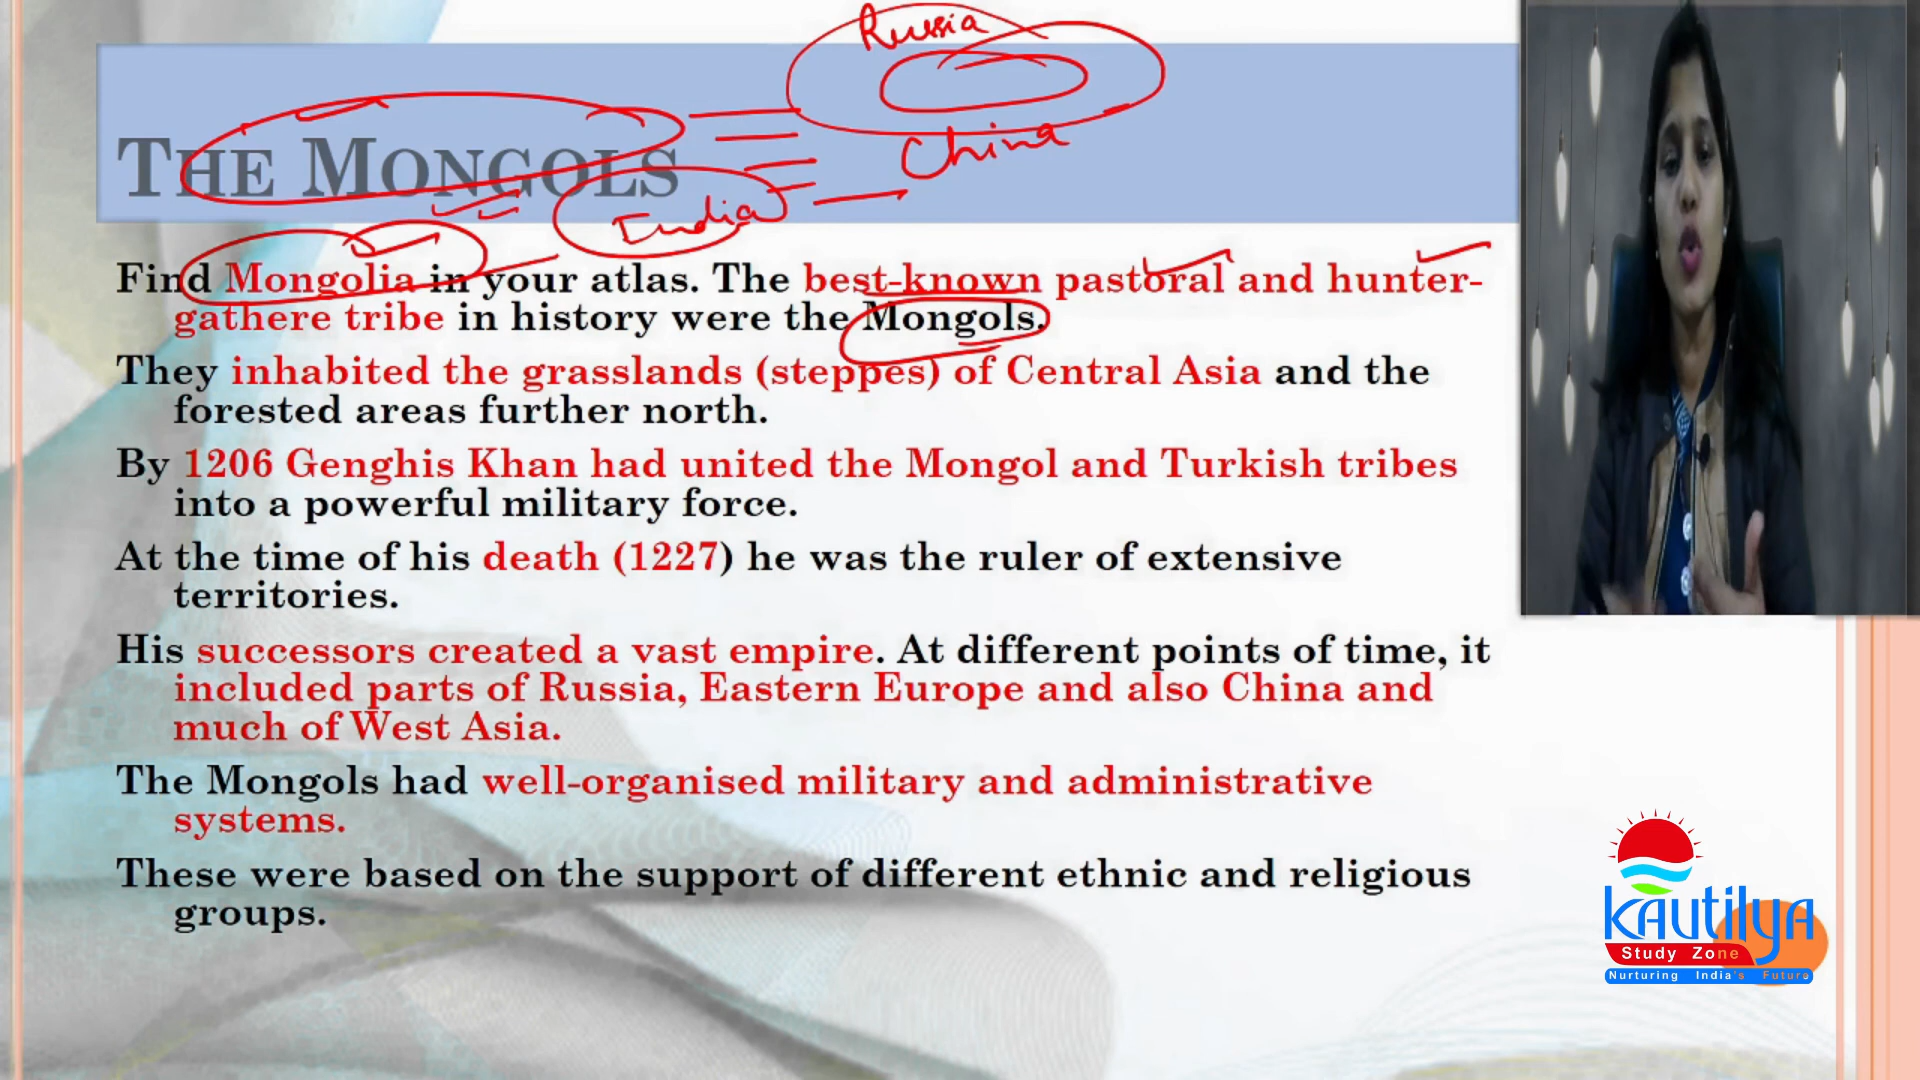 Russia
China
THE MONGOLS
India
Find Mongolia in your atlas. The best-known pastoral and hunter-
gathere tribe in history were the Mongols.
They inhabited the grasslands (steppes) of Central Asia and the
forested areas further north.
By 1206 Genghis Khan had united the Mongol and Turkish tribes
into a powerful military force.
At the time of his death (1227) he was the ruler of extensive
territories.
His successors created a vast empire. At different points of time, it
included parts of Russia, Eastern Europe and also China and
much of West Asia.
The Mongols had well-organised military and administrative
systems.
These were based on the support of different ethnic and religious
groups.
kautilya
Study Zone
Nurturing India's Future